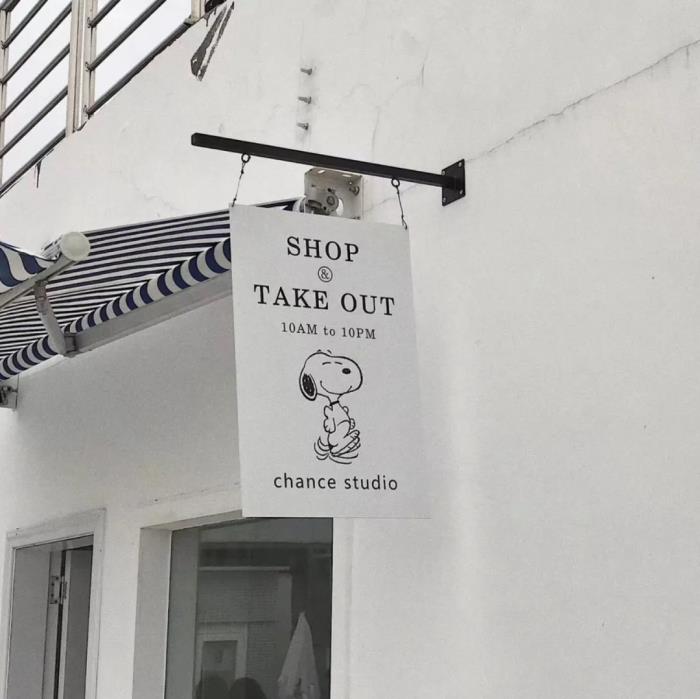 SHOP
&
TAKE OUT
10AM to 10PM
chance studio